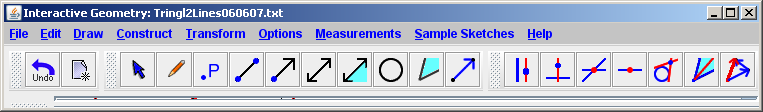 Interactive Geometry: Tringl2Lines060607.txt
File Edit Draw Construct Transform Options Measurements Sample Sketches Help
Undo P